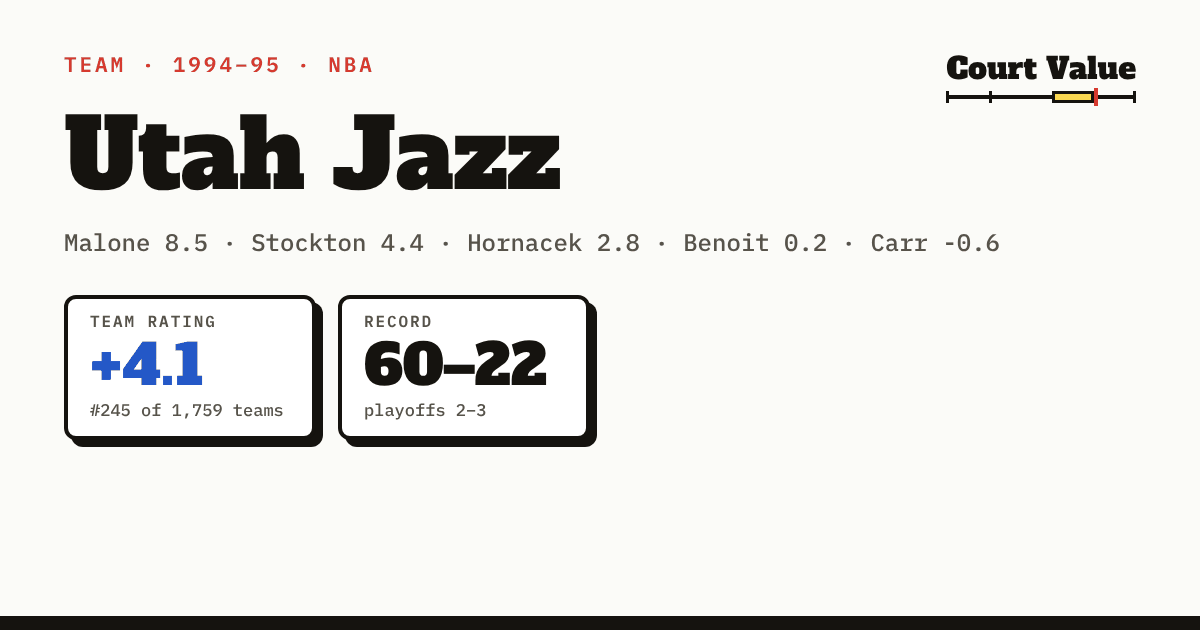 TEAM · 1994–95 · NBA
Court Value
Utah Jazz
Malone 8.5 · Stockton 4.4 · Hornacek 2.8 · Benoit 0.2 · Carr -0.6
TEAM RATING
+4.1
#245 of 1,759 teams
RECORD
60–22
playoffs 2–3